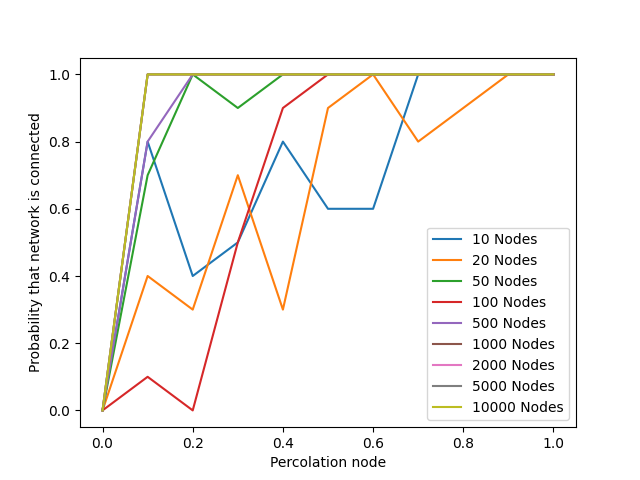 1.0
0.8
0.6
0.4
0.2
0.0
Probability that network is connected
0.0 0.2 0.4 0.6 0.8 1.0
Percolation node
10 Nodes
20 Nodes
50 Nodes
100 Nodes
500 Nodes
1000 Nodes
2000 Nodes
5000 Nodes
10000 Nodes